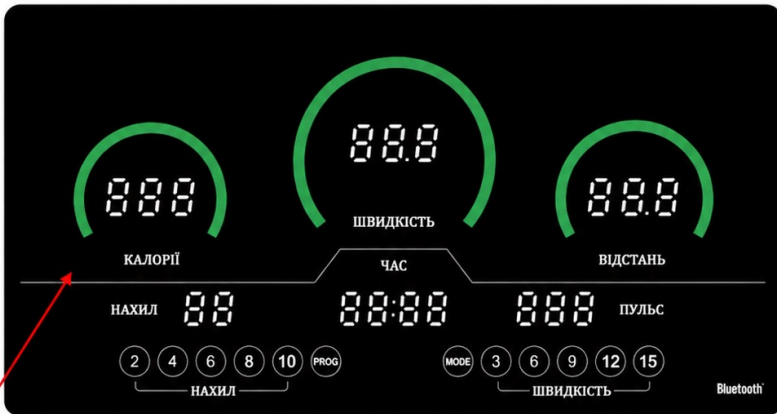 88.8
ШВИДКІСТЬ
888
КАЛОРІЇ
88.8
ВІДСТАНЬ
ЧАС
НАХИЛ 88
88:88
888 ПУЛЬС
2 4 6 8 10 PROG
НАХИЛ
MODE 3 6 9 12 15
ШВИДКІСТЬ
Bluetooth